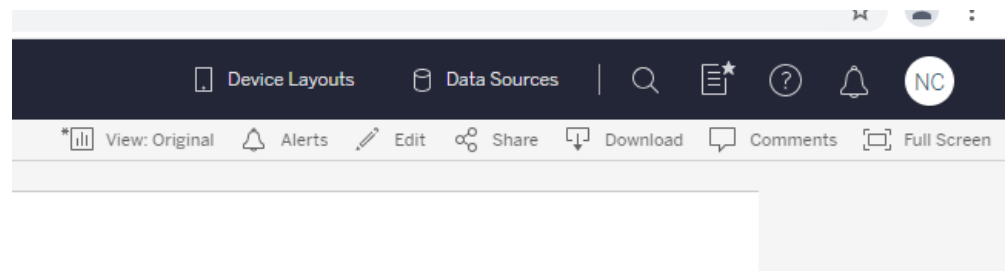 Device Layouts Data Sources ? NC
View: Original Alerts Edit Share Download Comments Full Screen